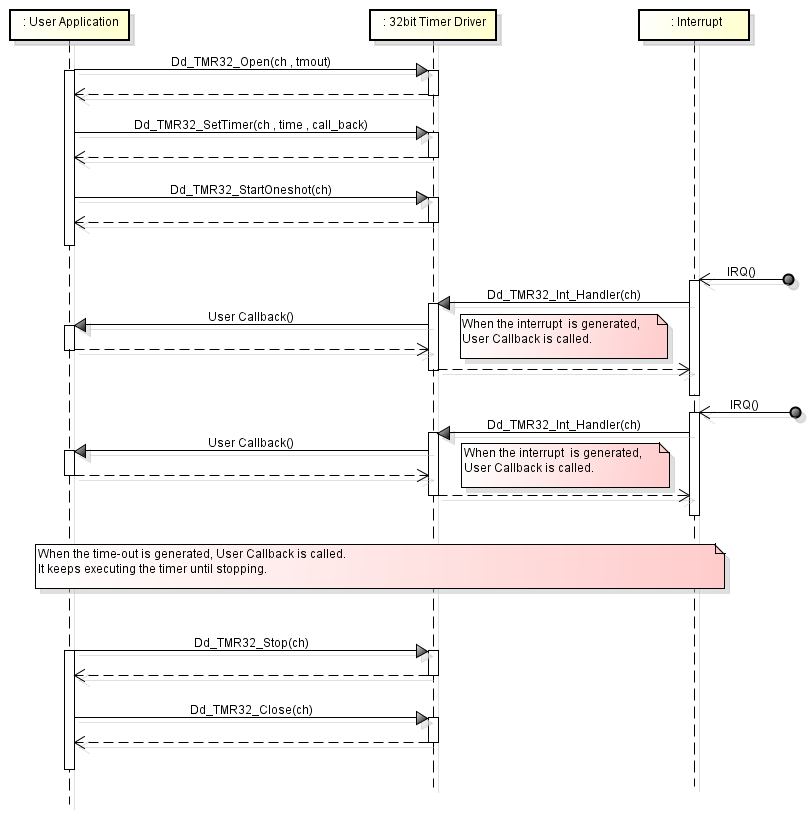 : User Application
: 32bit Timer Driver
: Interrupt
Dd_TMR32_Open(ch , tmout)
Dd_TMR32_SetTimer(ch , time , call_back)
Dd_TMR32_StartOneshot(ch)
IRQ()
Dd_TMR32_Int_Handler(ch)
User Callback()
When the interrupt is generated,
User Callback is called.
IRQ()
Dd_TMR32_Int_Handler(ch)
User Callback()
When the interrupt is generated,
User Callback is called.
When the time-out is generated, User Callback is called.
It keeps executing the timer until stopping.
Dd_TMR32_Stop(ch)
Dd_TMR32_Close(ch)